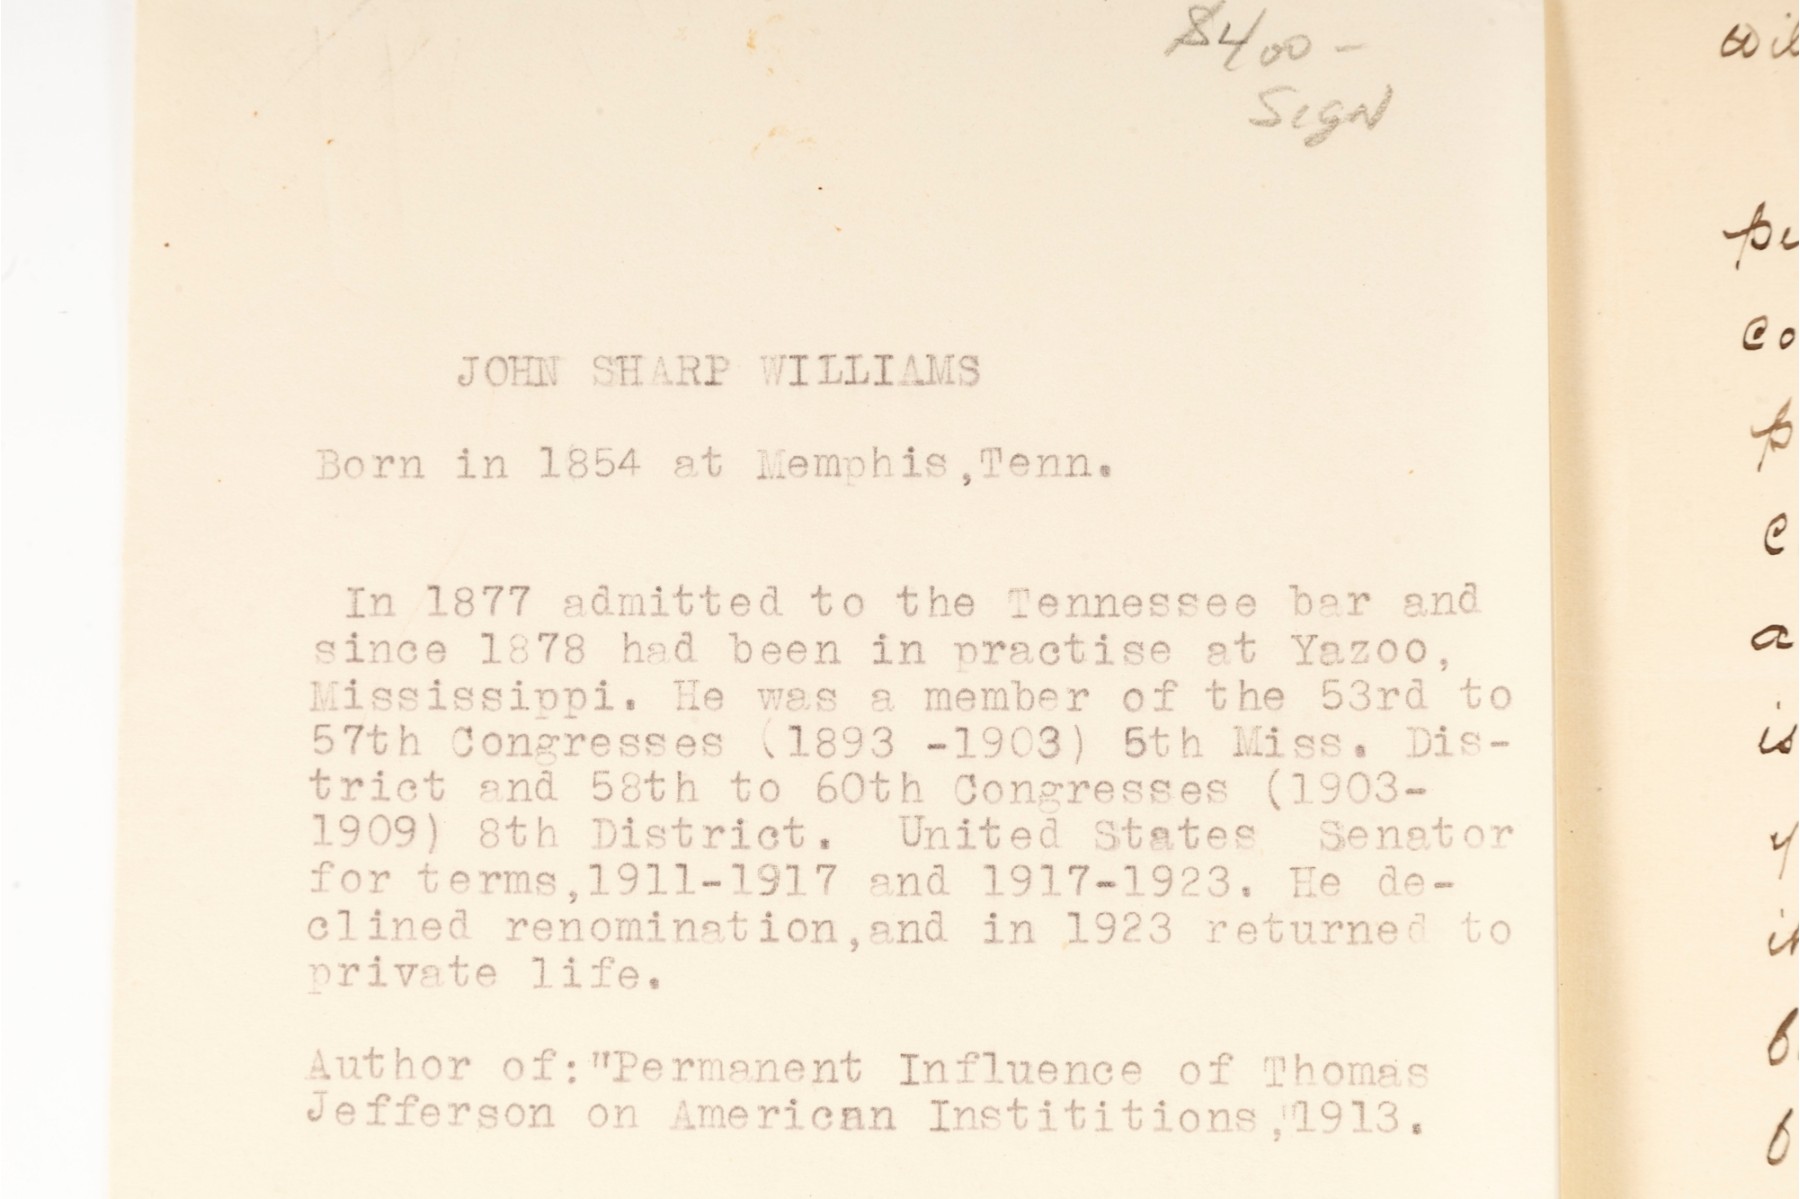 $4 00 -
SIGN
JOHN SHARP WILLIAMS
Born in 1854 at Memphis,Tenn.
In 1877 admitted to the Tennessee bar and
since 1878 had been in practise at Yazoo,
Mississippi. He was a member of the 53rd to
57th Congresses (1893 -1903) 5th Miss. Dis-
trict and 58th to 60th Congresses (1903-
1909) 8th District. United States Senator
for terms,1911-1917 and 1917-1923. He de-
clined renomination,and in 1923 returned to
private life.
Author of:"Permanent Influence of Thomas
Jefferson on American Instititions,"1913.